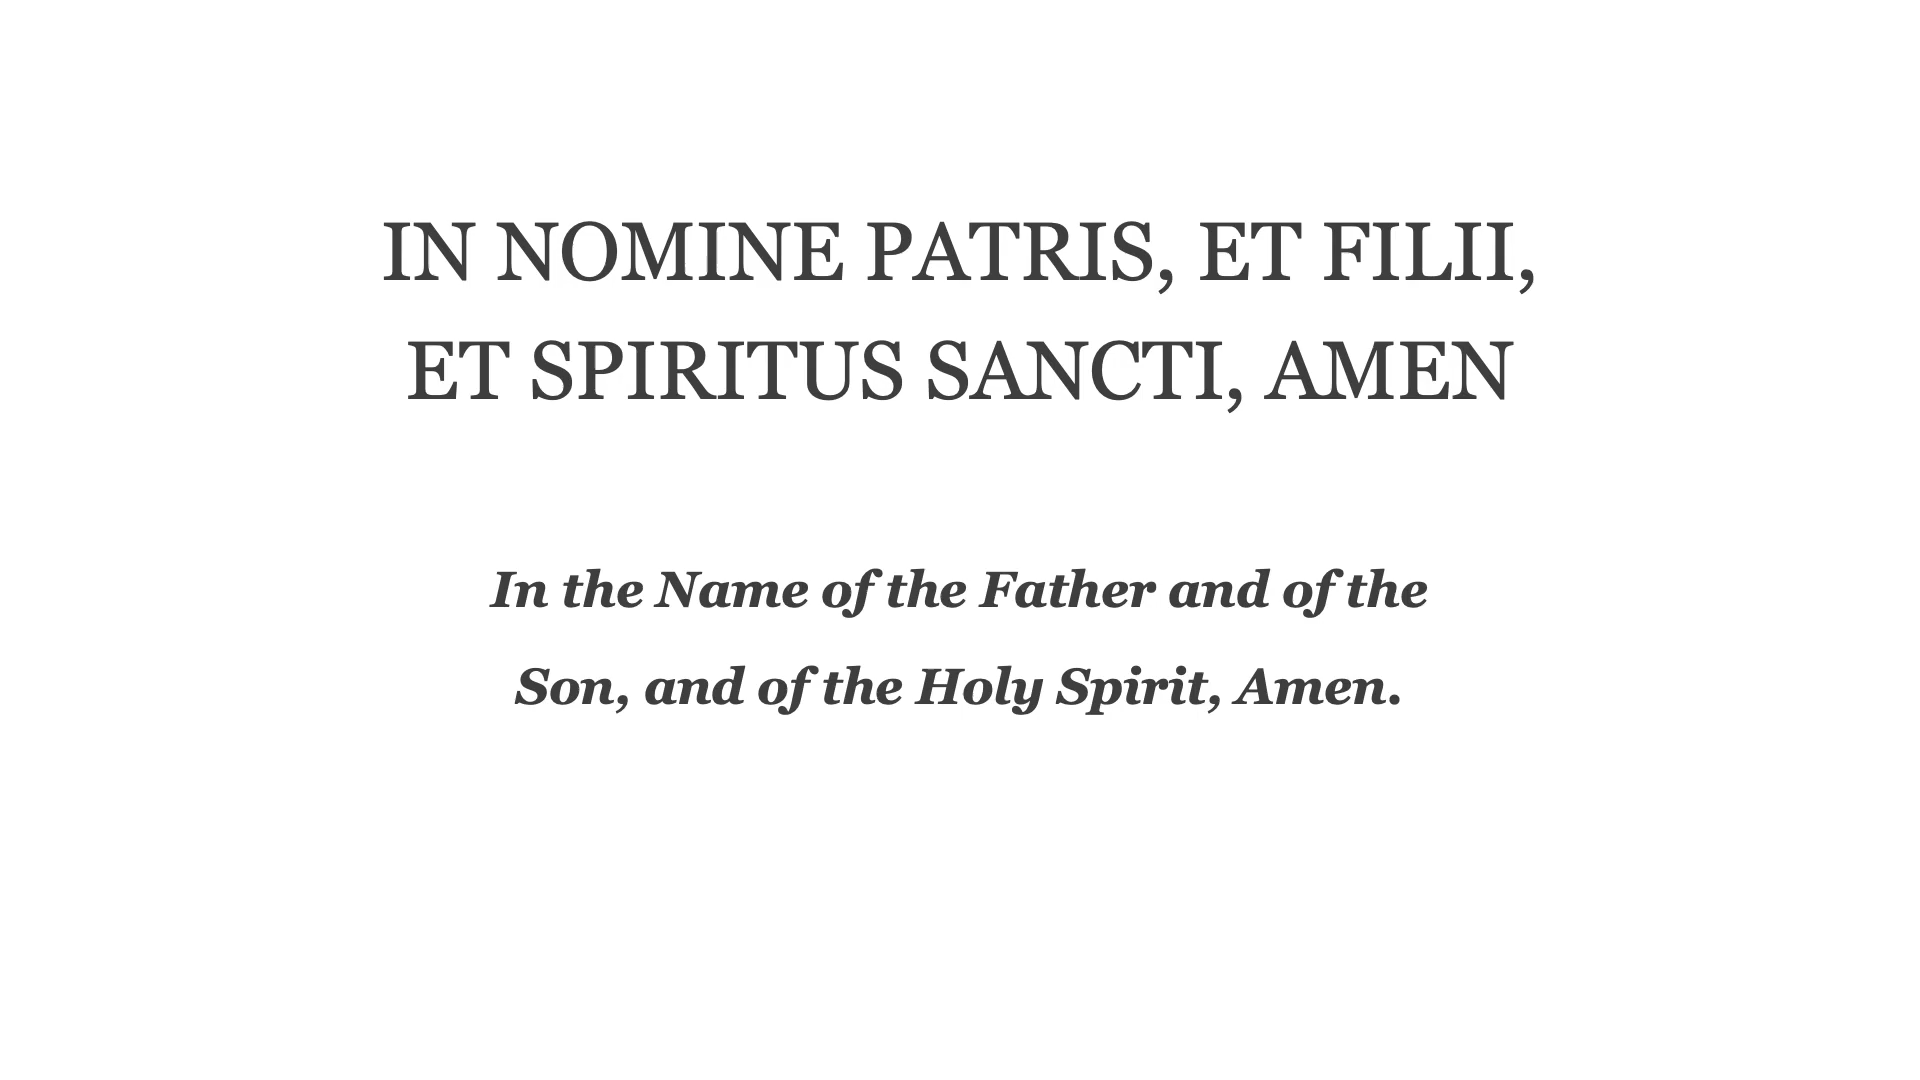 IN NOMINE PATRIS, ET FILII,
ET SPIRITUS SANCTI, AMEN
In the Name of the Father and of the
Son, and of the Holy Spirit, Amen.